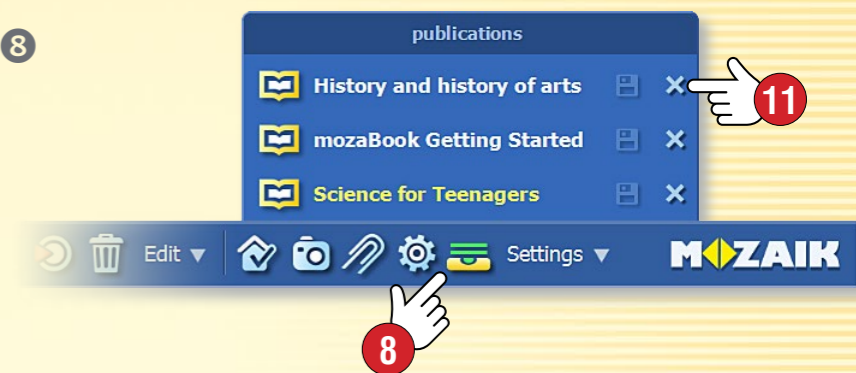 8
publications
History and history of arts
11
mozaBook Getting Started
Science for Teenagers
Edit ▼ Settings ▼ MOZAIK
8